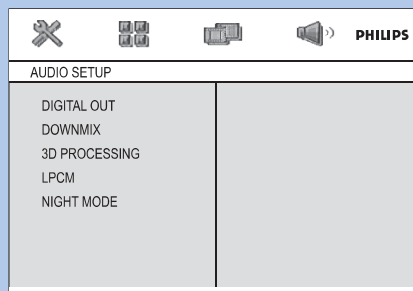 PHILIPS
AUDIO SETUP
DIGITAL OUT
DOWNMIX
3D PROCESSING
LPCM
NIGHT MODE